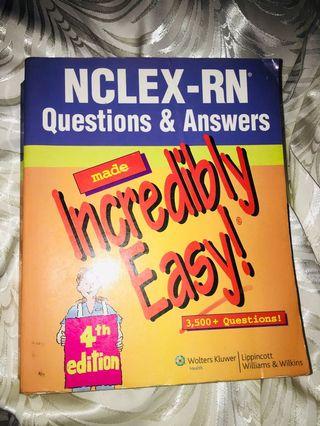 NCLEX-RN®
Questions & Answers
made
Incredibly
Easy!®
3,500+ Questions!
4th
edition
Wolters Kluwer
Health
Lippincott
Williams & Wilkins